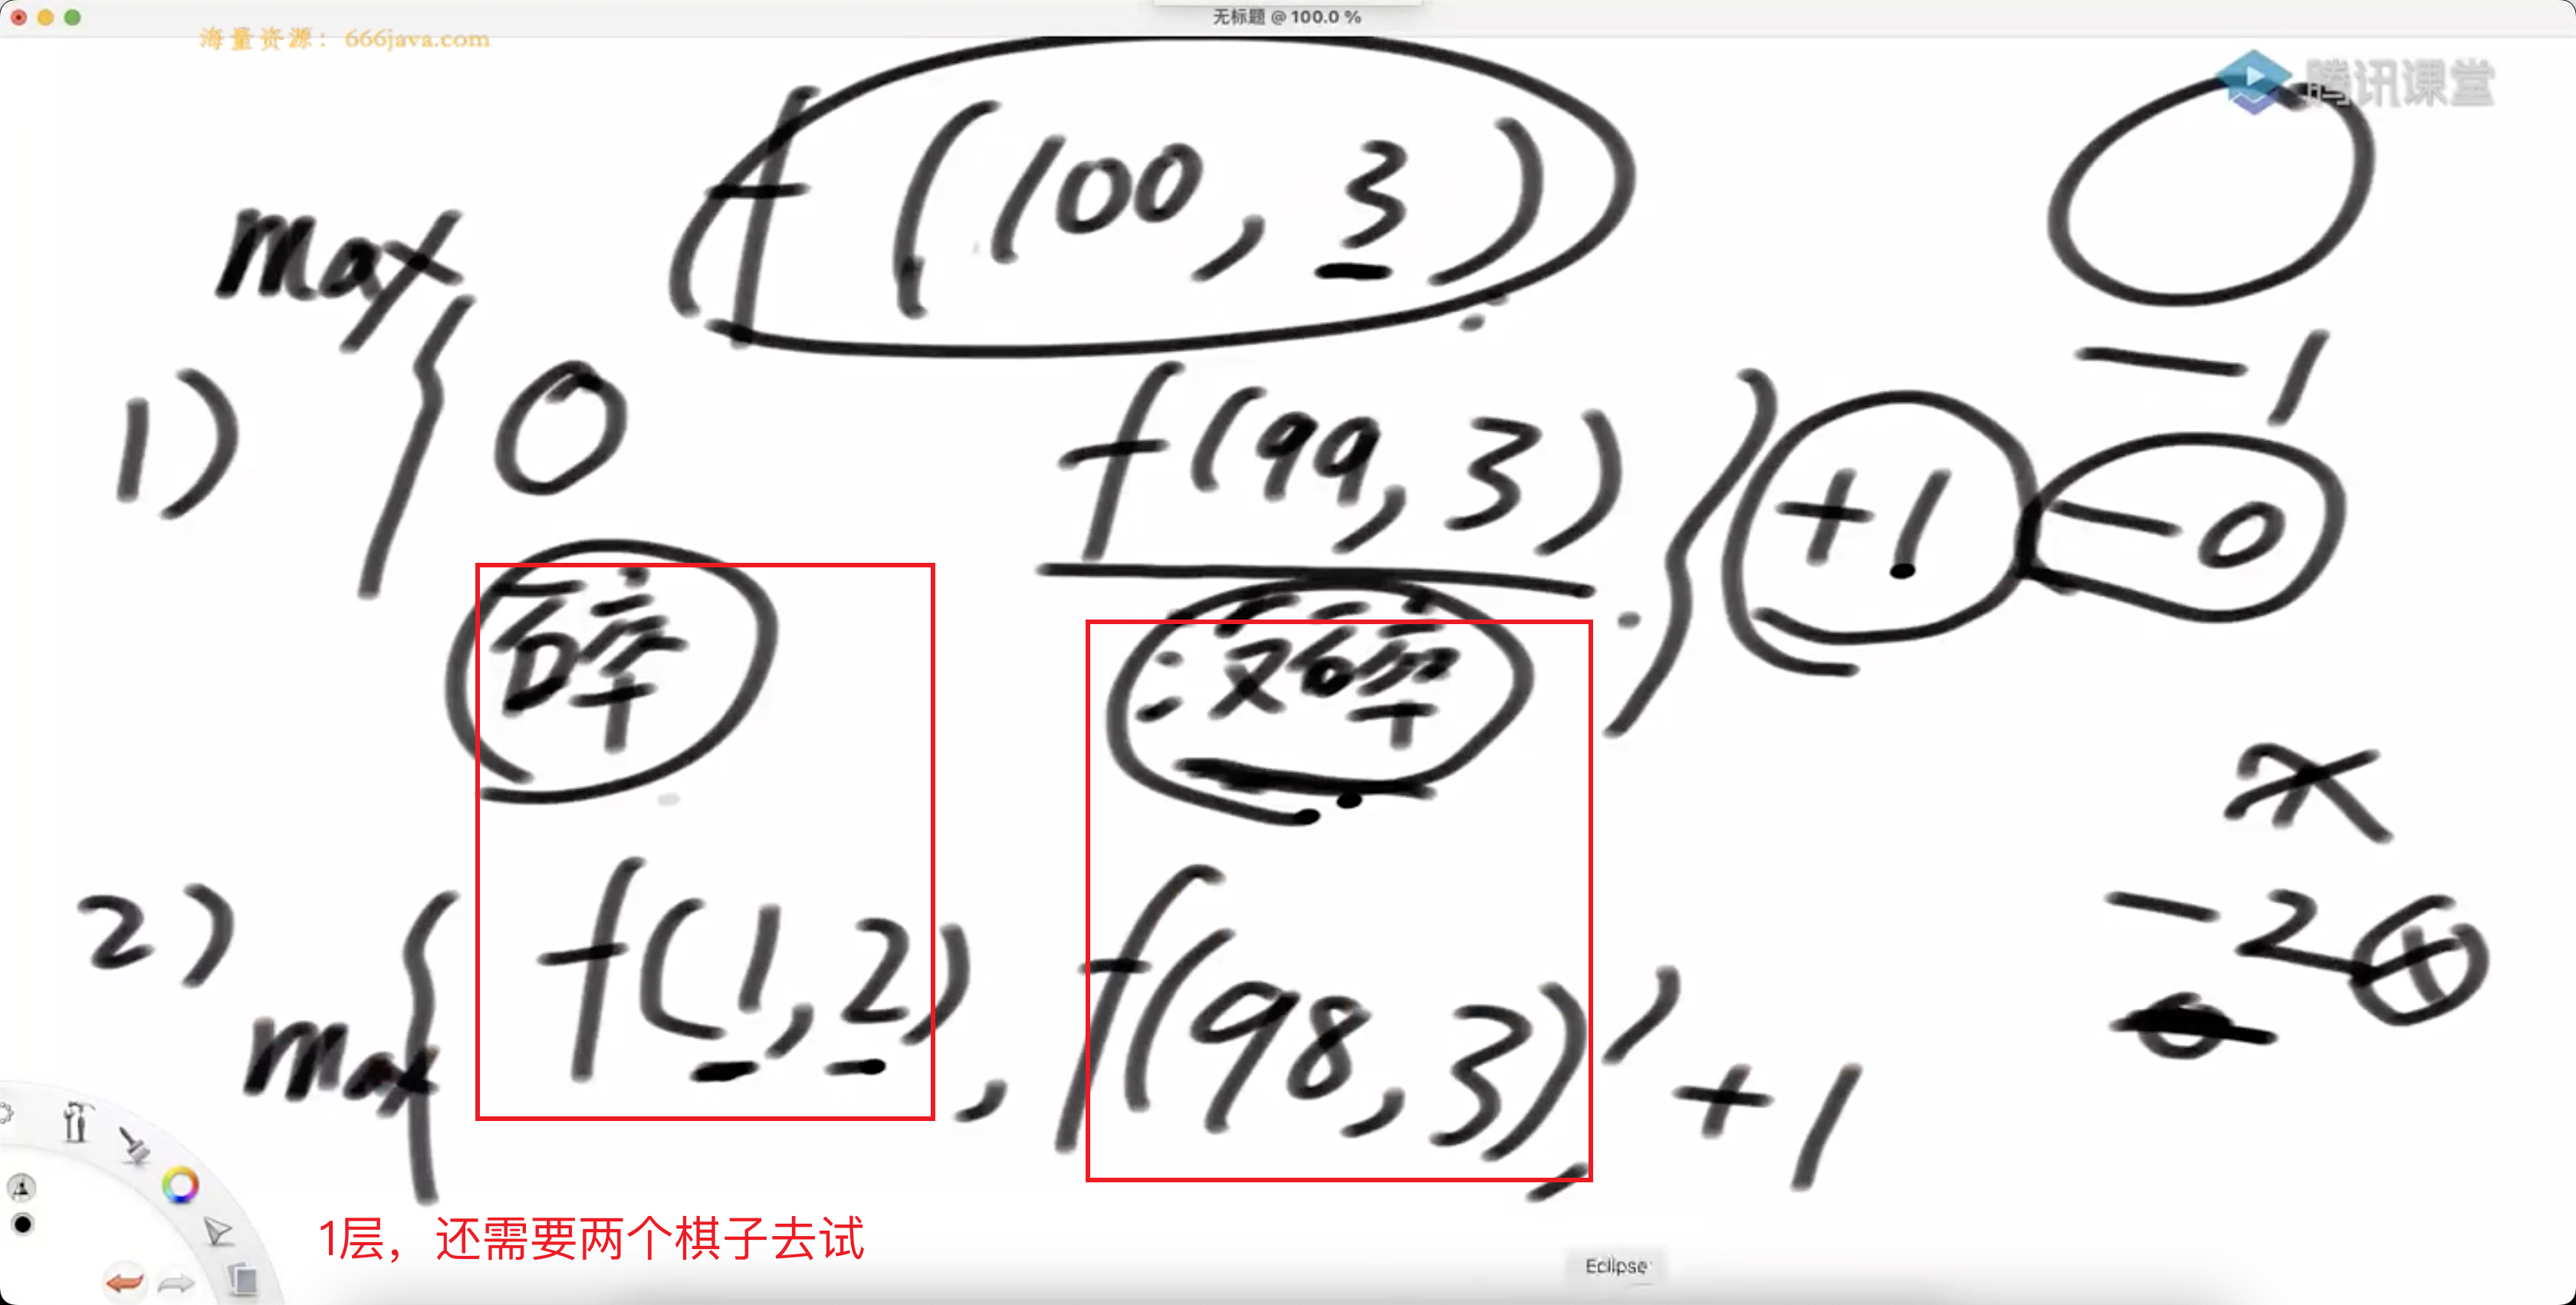 无标题 @ 100.0 %
海量资源：666java.com
腾讯课堂
f (100, 3)
max
1) { 0 f(99, 3) } +1 -0
-1
碎 没碎
x
-2
2) max { f(1, 2), f(98, 3) } +1
1层，还需要两个棋子去试
Eclipse